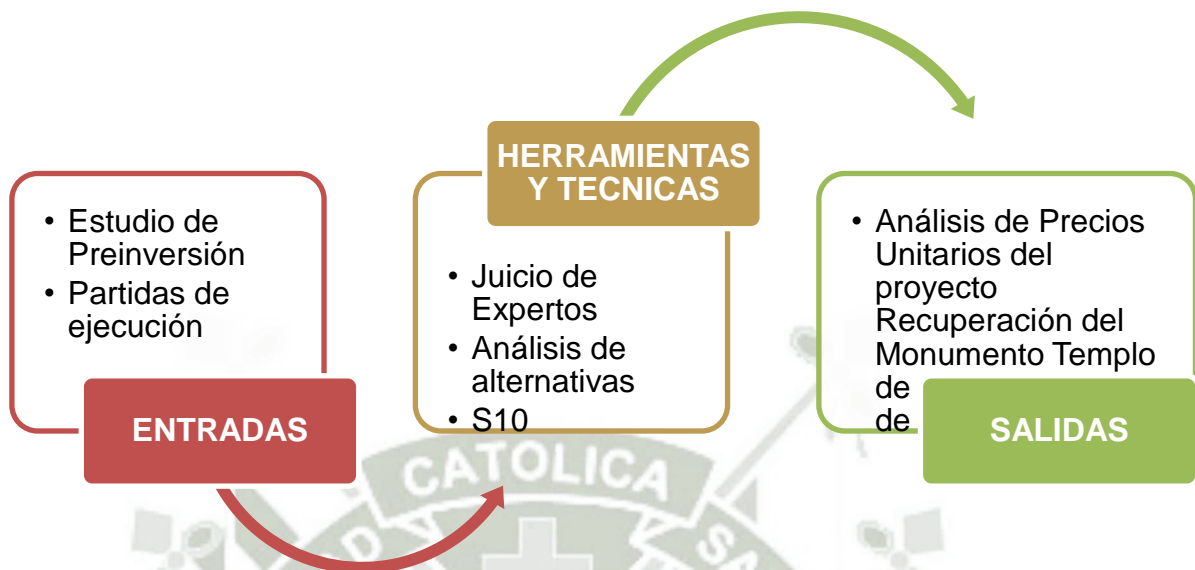 • Estudio de
Preinversión
• Partidas de
ejecución
ENTRADAS
HERRAMIENTAS
Y TECNICAS
• Juicio de
Expertos
• Análisis de
alternativas
• S10
• Análisis de Precios
Unitarios del
proyecto
Recuperación del
Monumento Templo
de
de
SALIDAS
CATOLICA